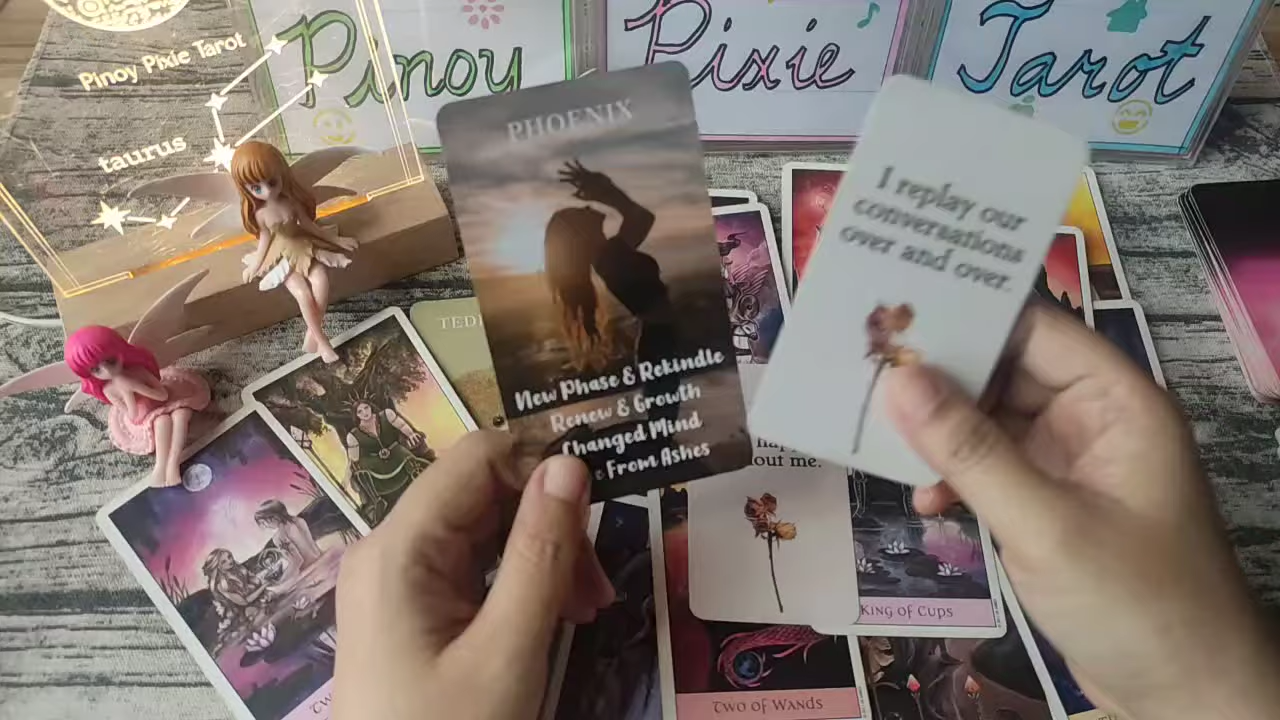 Pinoy Pixie Tarot
taurus
Pinoy
Pixie
Tarot
PHOENIX
New Phase & Rekindle
Renew & Growth
Changed Mind
From Ashes
I replay our
conversations
over and over.
out me.
KING OF CUPS
TWO OF WANDS